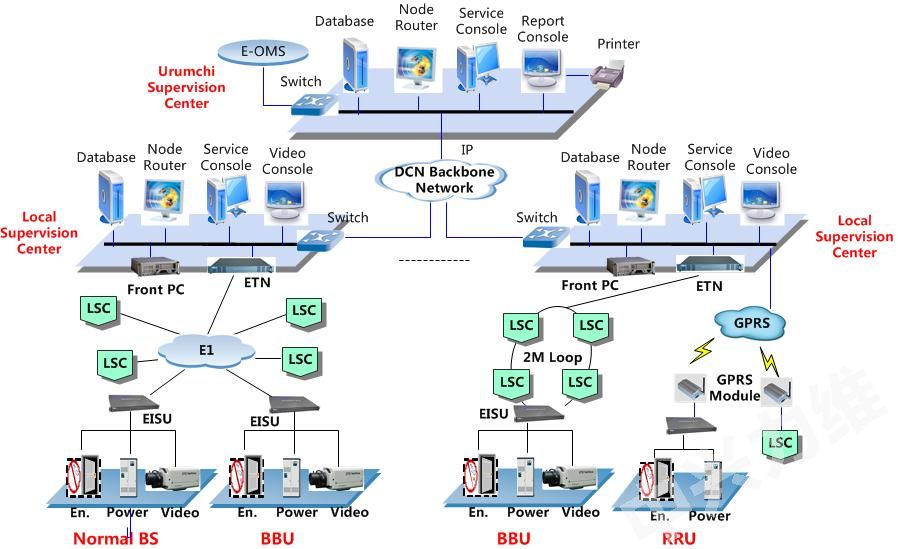 Database
Node
Router
Service
Console
Report
Console
Printer
E-OMS
Urumchi
Supervision
Center
Switch
IP
DCN Backbone
Network
Database
Node
Router
Service
Console
Video
Console
Local
Supervision
Center
Switch
Front PC
ETN
Database
Node
Router
Service
Console
Video
Console
Switch
Local
Supervision
Center
Front PC
ETN
LSC
LSC
E1
LSC
LSC
EISU
EISU
LSC
LSC
2M Loop
LSC
LSC
EISU
GPRS
GPRS
Module
LSC
En.
Power
Video
Normal BS
En.
Power
Video
BBU
En.
Power
Video
BBU
En.
Power
RRU